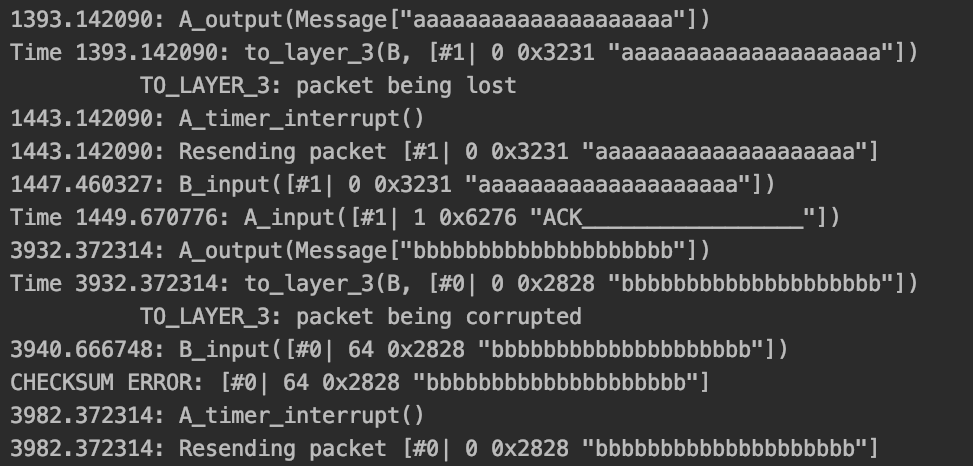 1393.142090: A_output(Message["aaaaaaaaaaaaaaaaaaaa"])
Time 1393.142090: to_layer_3(B, [#1| 0 0x3231 "aaaaaaaaaaaaaaaaaaaa"])
TO_LAYER_3: packet being lost
1443.142090: A_timer_interrupt()
1443.142090: Resending packet [#1| 0 0x3231 "aaaaaaaaaaaaaaaaaaaa"]
1447.460327: B_input([#1| 0 0x3231 "aaaaaaaaaaaaaaaaaaaa"])
Time 1449.670776: A_input([#1| 1 0x6276 "ACK_________________"])
3932.372314: A_output(Message["bbbbbbbbbbbbbbbbbbbb"])
Time 3932.372314: to_layer_3(B, [#0| 0 0x2828 "bbbbbbbbbbbbbbbbbbbb"])
TO_LAYER_3: packet being corrupted
3940.666748: B_input([#0| 64 0x2828 "bbbbbbbbbbbbbbbbbbbb"])
CHECKSUM ERROR: [#0| 64 0x2828 "bbbbbbbbbbbbbbbbbbbb"]
3982.372314: A_timer_interrupt()
3982.372314: Resending packet [#0| 0 0x2828 "bbbbbbbbbbbbbbbbbbbb"]